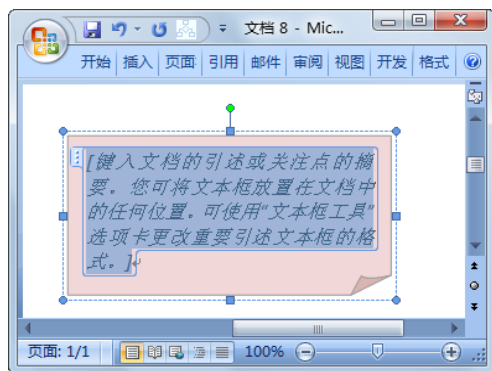 文档 8 - Mic...
开始 插入 页面 引用 邮件 审阅 视图 开发 格式
[键入文档的引述或关注点的摘
要。您可将文本框放置在文档中
的任何位置。可使用“文本框工具”
选项卡更改重要引述文本框的格
式。]
页面: 1/1 100%